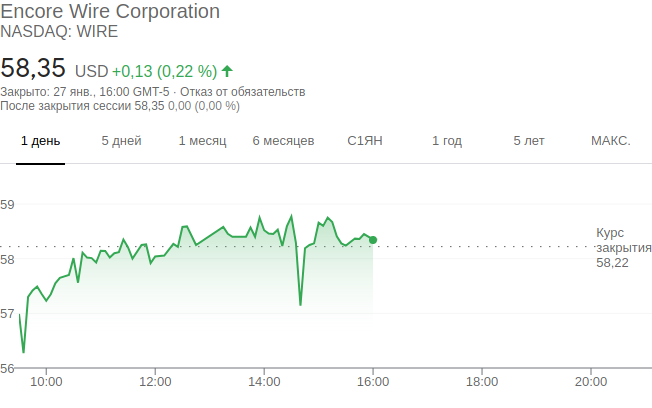 Encore Wire Corporation
NASDAQ: WIRE
58,35 USD +0,13 (0,22 %)
Закрыто: 27 янв., 16:00 GMT-5 · Отказ от обязательств
После закрытия сессии 58,35 0,00 (0,00 %)
1 день 5 дней 1 месяц 6 месяцев С1ЯН 1 год 5 лет МАКС.
59
58
57
56
Курс
закрытия
58,22
10:00 12:00 14:00 16:00 18:00 20:00